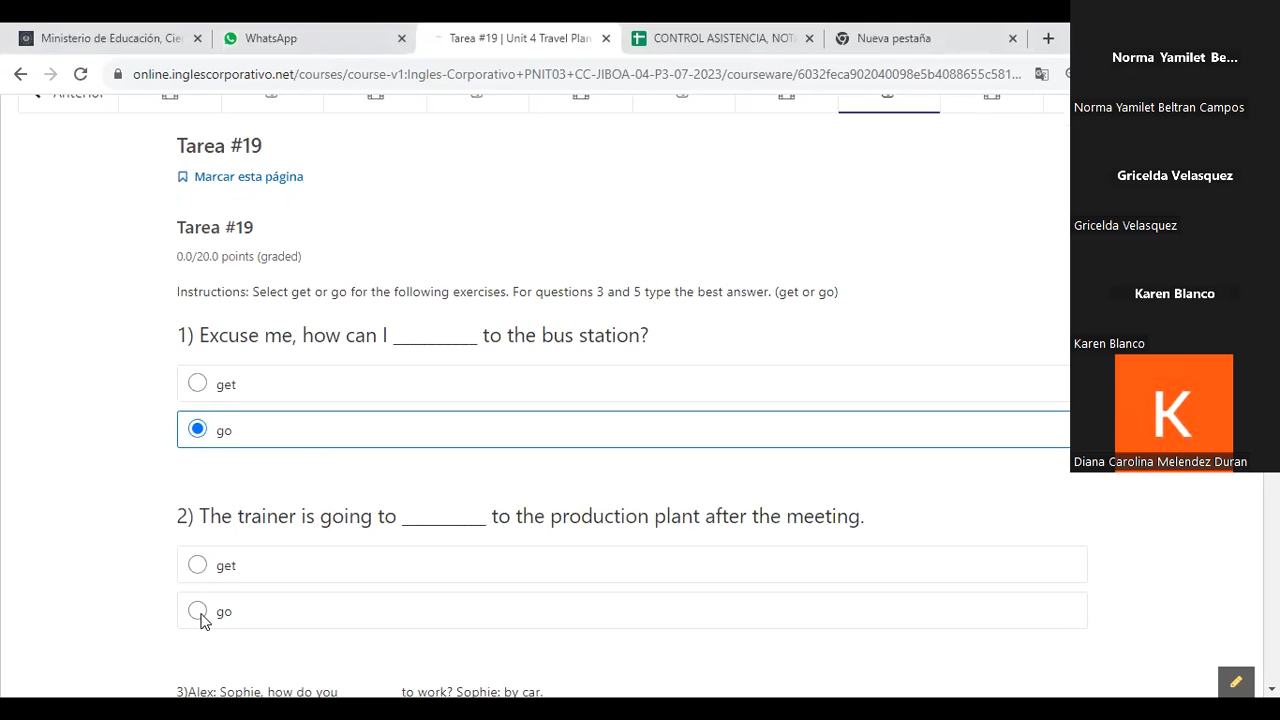 Ministerio de Educación, Cie
WhatsApp
Tarea #19 | Unit 4 Travel Plan
CONTROL ASISTENCIA, NOT
Nueva pestaña
online.inglescorporativo.net/courses/course-v1:Ingles-Corporativo+PNIT03+CC-JIBOA-04-P3-07-2023/courseware/6032feca902040098e5b4088655c581...
Anterior
Tarea #19
Marcar esta página
Tarea #19
0.0/20.0 points (graded)
Instructions: Select get or go for the following exercises. For questions 3 and 5 type the best answer. (get or go)
1) Excuse me, how can I ________ to the bus station?
get
go
2) The trainer is going to ________ to the production plant after the meeting.
get
go
3)Alex: Sophie, how do you ________ to work? Sophie: by car.
Norma Yamilet Be...
Norma Yamilet Beltran Campos
Gricelda Velasquez
Gricelda Velasquez
Karen Blanco
Karen Blanco
K
Diana Carolina Melendez Duran